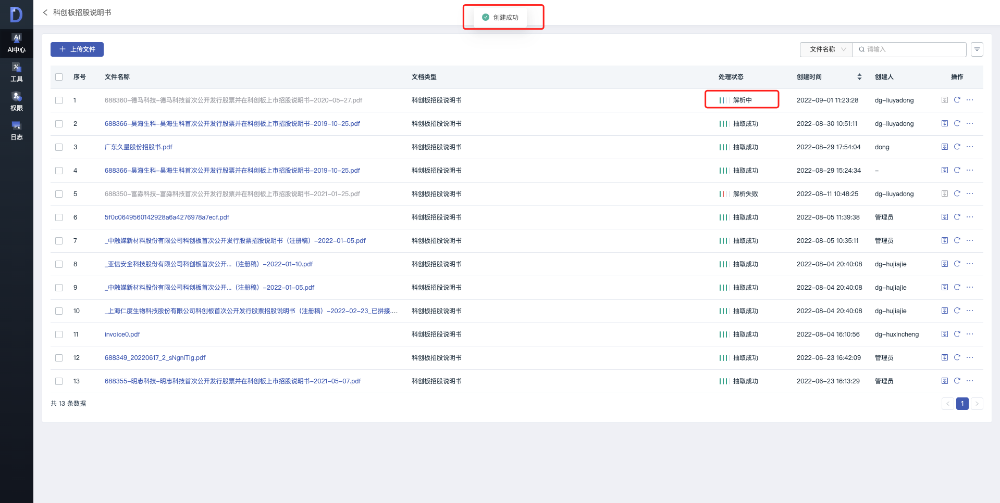 科创板招股说明书
创建成功
AI
AI中心
工具
权限
日志
上传文件
文件名称 请输入
序号 文件名称 文档类型 处理状态 创建时间 创建人 操作
1 688360-德马科技-德马科技首次公开发行股票并在科创板上市招股说明书-2020-05-27.pdf 科创板招股说明书 解析中 2022-09-01 11:23:28 dg-liuyadong
2 688366-昊海生科-昊海生科首次公开发行股票并在科创板上市招股说明书-2019-10-25.pdf 科创板招股说明书 抽取成功 2022-08-30 10:51:11 dg-liuyadong
3 广东久量股份招股书.pdf 科创板招股说明书 抽取成功 2022-08-29 17:54:04 dong
4 688366-昊海生科-昊海生科首次公开发行股票并在科创板上市招股说明书-2019-10-25.pdf 科创板招股说明书 抽取成功 2022-08-29 15:24:34 -
5 688350-富淼科技-富淼科技首次公开发行股票并在科创板上市招股说明书-2021-01-25.pdf 科创板招股说明书 解析失败 2022-08-11 10:48:25 dg-liuyadong
6 5f0c0649560142928a6a4276978a7ecf.pdf 科创板招股说明书 抽取成功 2022-08-05 11:39:38 管理员
7 _中触媒新材料股份有限公司科创板首次公开发行股票招股说明书（注册稿）-2022-01-05.pdf 科创板招股说明书 抽取成功 2022-08-05 10:35:11 管理员
8 _亚信安全科技股份有限公司科创板首次公开...（注册稿）-2022-01-10.pdf 科创板招股说明书 抽取成功 2022-08-04 20:40:08 dg-hujiajie
9 _中触媒新材料股份有限公司科创板首次公开...（注册稿）-2022-01-05.pdf 科创板招股说明书 抽取成功 2022-08-04 20:40:08 dg-hujiajie
10 _上海仁度生物科技股份有限公司科创板首次公开发行股票招股说明书（注册稿）-2022-02-23_已拼接.... 科创板招股说明书 抽取成功 2022-08-04 20:40:08 dg-hujiajie
11 invoice0.pdf 科创板招股说明书 抽取成功 2022-08-04 16:10:56 dg-huxincheng
12 688349_20220617_2_sNgnlTig.pdf 科创板招股说明书 抽取成功 2022-06-23 16:42:09 管理员
13 688355-明志科技-明志科技首次公开发行股票并在科创板上市招股说明书-2021-05-07.pdf 科创板招股说明书 抽取成功 2022-06-23 16:13:29 管理员
共 13 条数据 1